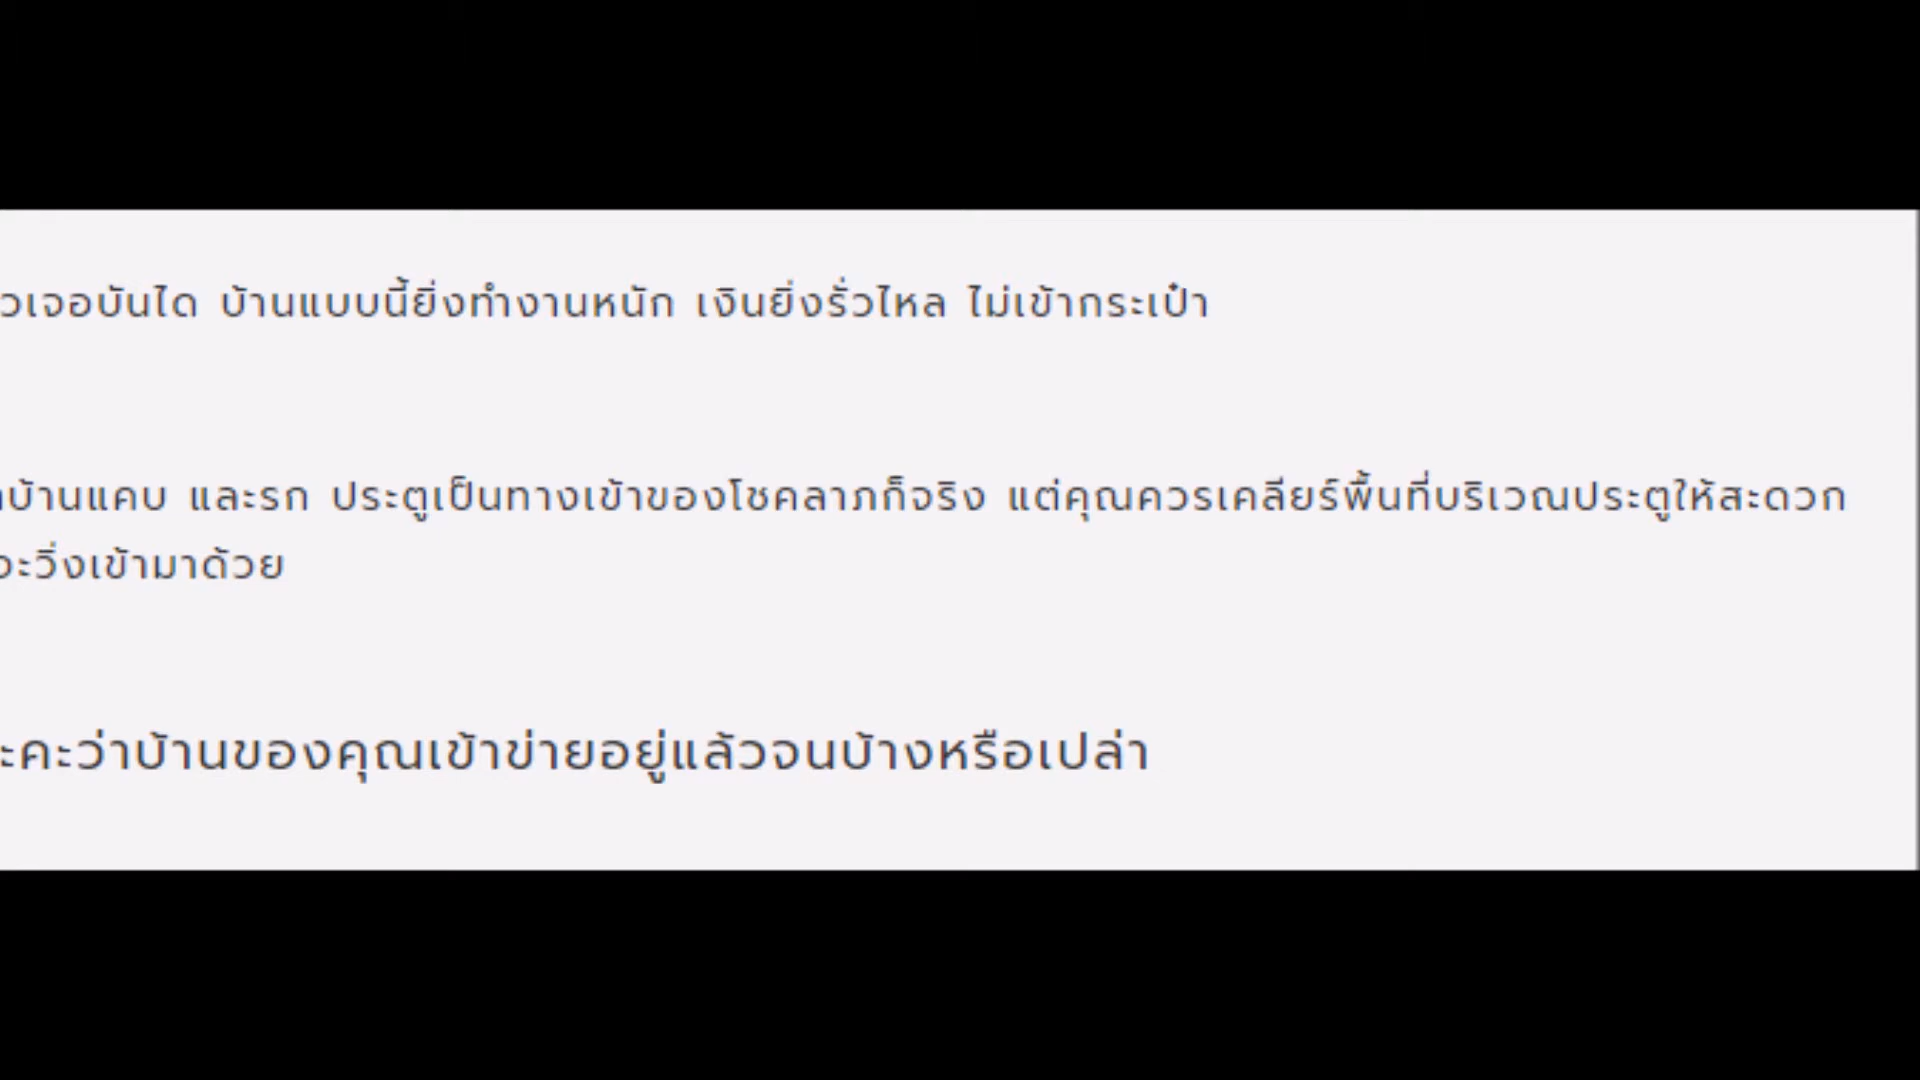 วเจอบันได บ้านแบบนี้ยิ่งทำงานหนัก เงินยิ่งรั่วไหล ไม่เข้ากระเป๋า
บ้านแคบ และรก ประตูเป็นทางเข้าของโชคลาภก็จริง แต่คุณควรเคลียร์พื้นที่บริเวณประตูให้สะดวก
จะวิ่งเข้ามาด้วย
ะคะว่าบ้านของคุณเข้าข่ายอยู่แล้วจนบ้างหรือเปล่า